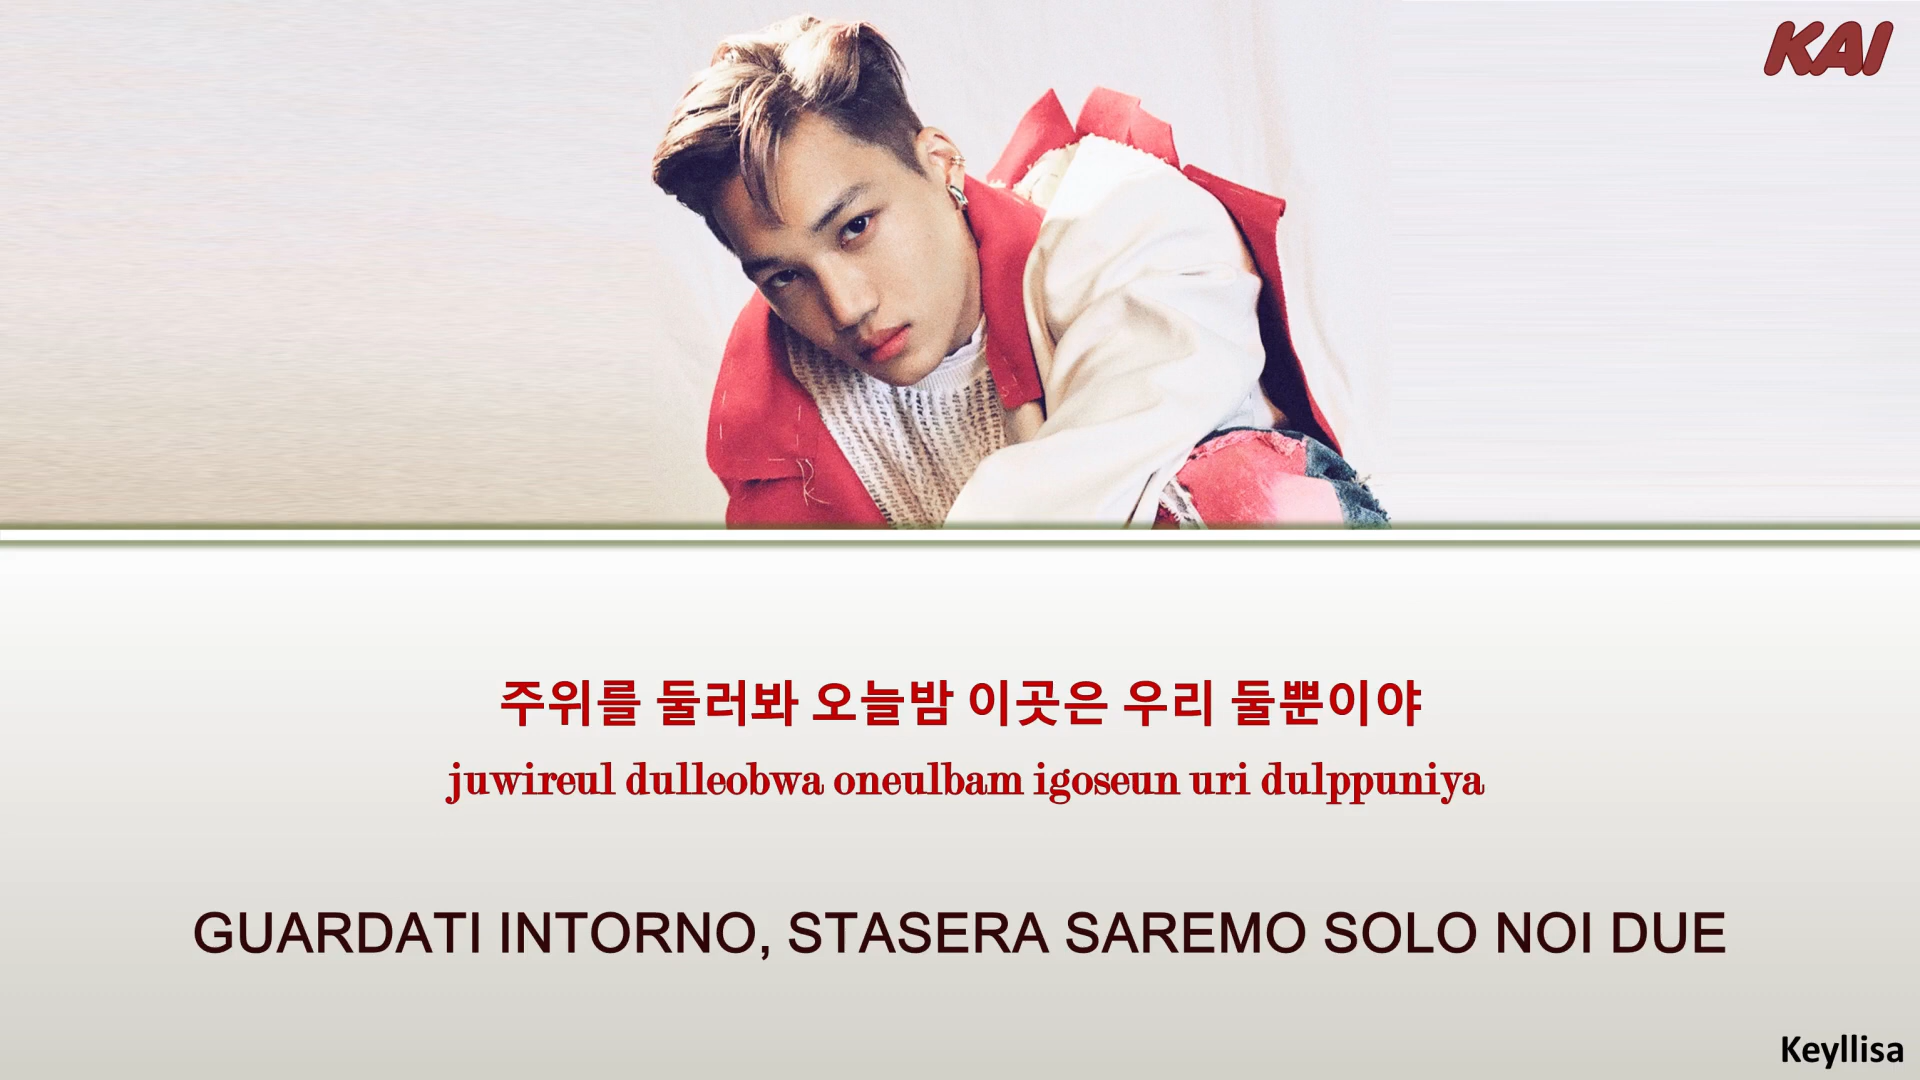 KAI
주위를 둘러봐 오늘밤 이곳은 우리 둘뿐이야
juwireul dulleobwa oneulbam igoseun uri dulppuniya
GUARDATI INTORNO, STASERA SAREMO SOLO NOI DUE
Keyllisa